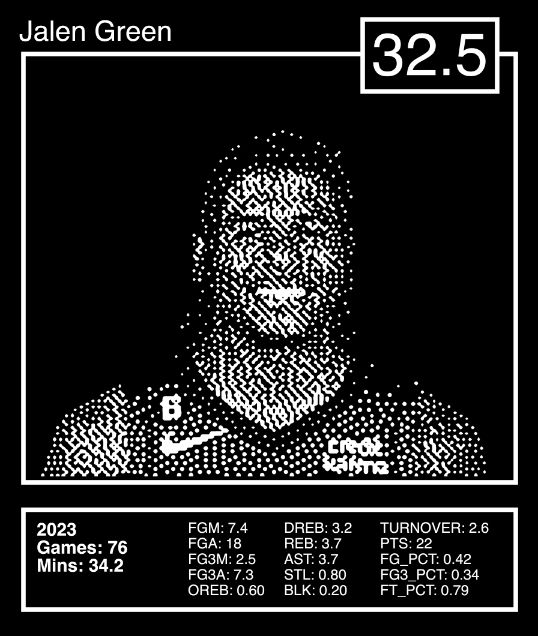 Jalen Green
32.5
6
2023
Games: 76
Mins: 34.2
FGM: 7.4
FGA: 18
FG3M: 2.5
FG3A: 7.3
OREB: 0.60
DREB: 3.2
REB: 3.7
AST: 3.7
STL: 0.80
BLK: 0.20
TURNOVER: 2.6
PTS: 22
FG_PCT: 0.42
FG3_PCT: 0.34
FT_PCT: 0.79